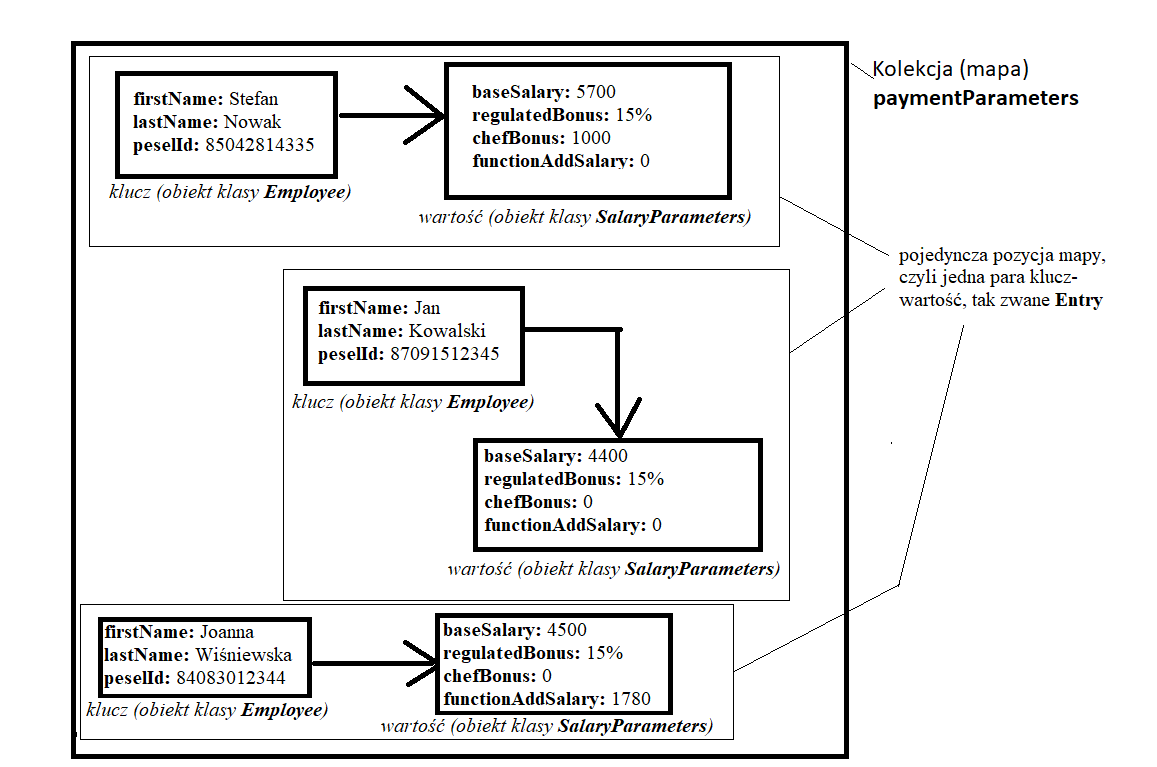 Kolekcja (mapa)
paymentParameters
firstName: Stefan
lastName: Nowak
peselId: 85042814335
klucz (obiekt klasy Employee)
baseSalary: 5700
regulatedBonus: 15%
chefBonus: 1000
functionAddSalary: 0
wartość (obiekt klasy SalaryParameters)
pojedyncza pozycja mapy,
czyli jedna para klucz-
wartość, tak zwane Entry
firstName: Jan
lastName: Kowalski
peselId: 87091512345
klucz (obiekt klasy Employee)
baseSalary: 4400
regulatedBonus: 15%
chefBonus: 0
functionAddSalary: 0
wartość (obiekt klasy SalaryParameters)
firstName: Joanna
lastName: Wiśniewska
peselId: 84083012344
klucz (obiekt klasy Employee)
baseSalary: 4500
regulatedBonus: 15%
chefBonus: 0
functionAddSalary: 1780
wartość (obiekt klasy SalaryParameters)